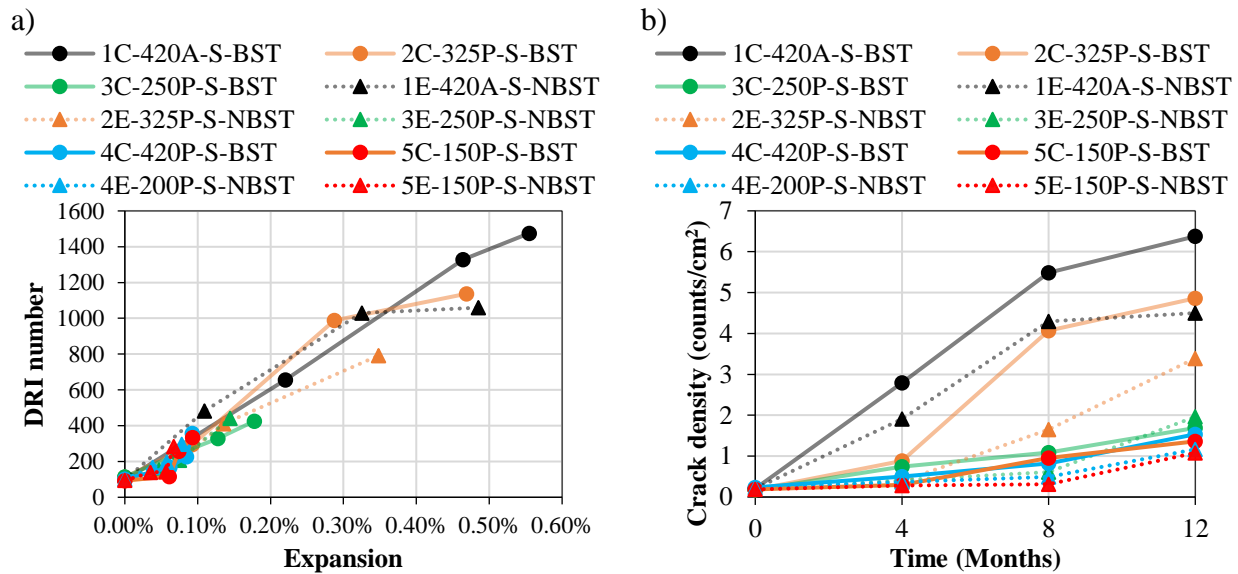 a)
1C-420A-S-BST 2C-325P-S-BST
3C-250P-S-BST 1E-420A-S-NBST
2E-325P-S-NBST 3E-250P-S-NBST
4C-420P-S-BST 5C-150P-S-BST
4E-200P-S-NBST 5E-150P-S-NBST
DRI number
1600
1400
1200
1000
800
600
400
200
0
0.00% 0.10% 0.20% 0.30% 0.40% 0.50% 0.60%
Expansion
b)
1C-420A-S-BST 2C-325P-S-BST
3C-250P-S-BST 1E-420A-S-NBST
2E-325P-S-NBST 3E-250P-S-NBST
4C-420P-S-BST 5C-150P-S-BST
4E-200P-S-NBST 5E-150P-S-NBST
Crack density (counts/cm²)
7
6
5
4
3
2
1
0
0 4 8 12
Time (Months)